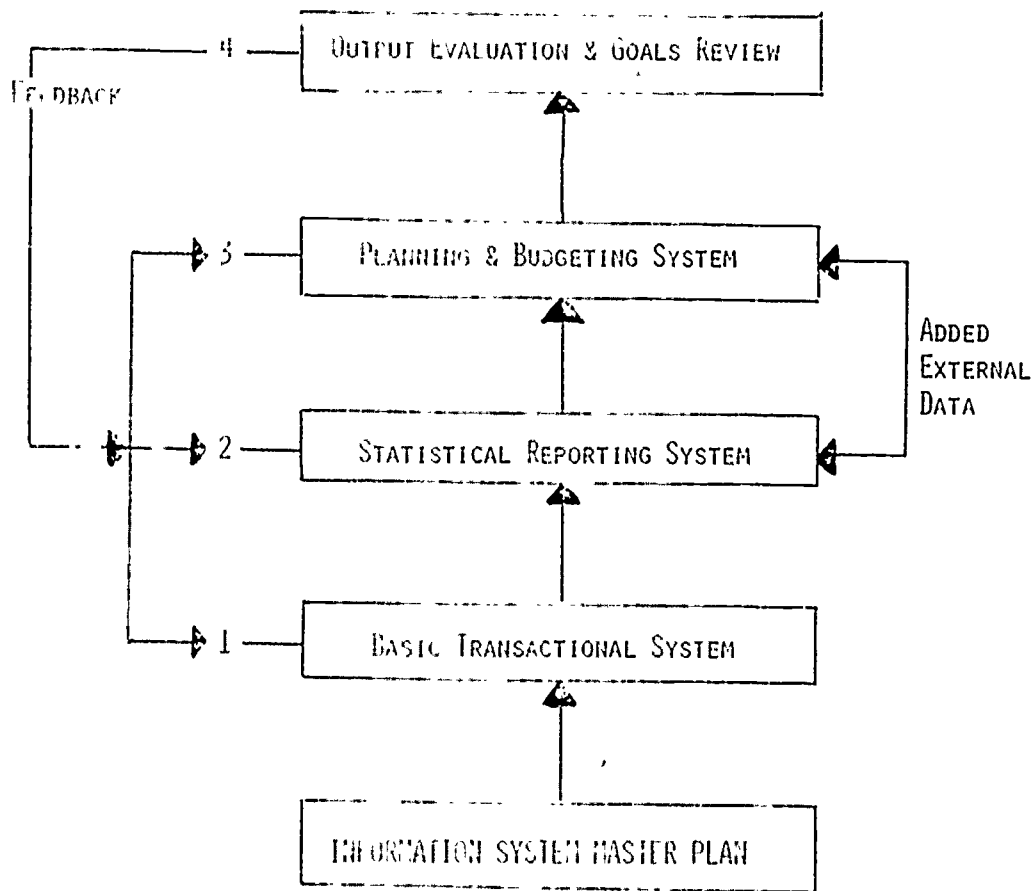 4
OUTPUT EVALUATION & GOALS REVIEW
FEEDBACK
3
PLANNING & BUDGETING SYSTEM
ADDED
EXTERNAL
DATA
2
STATISTICAL REPORTING SYSTEM
1
BASIC TRANSACTIONAL SYSTEM
INFORMATION SYSTEM MASTER PLAN